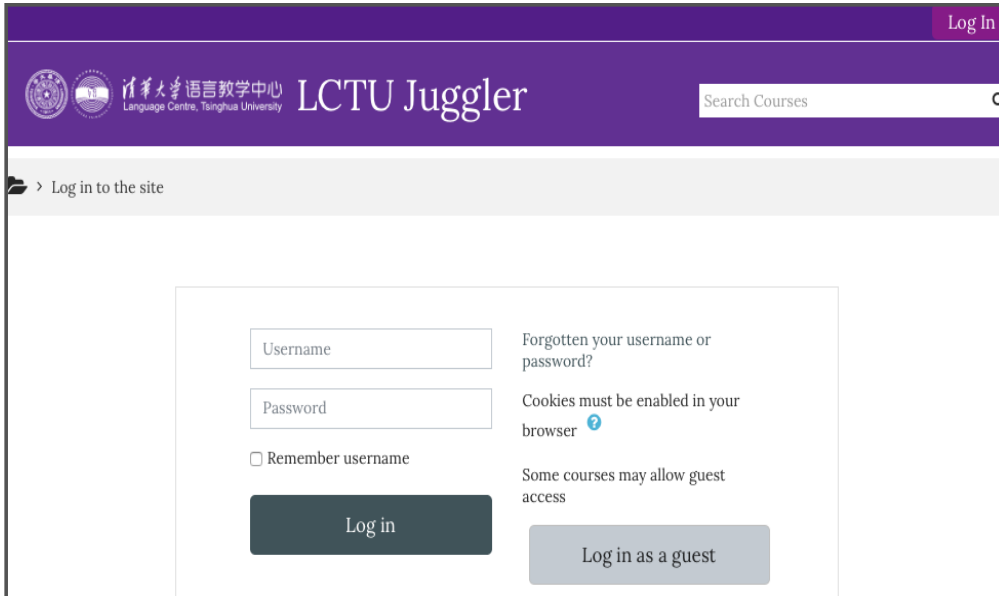 Log In
清华大学语言教学中心
Language Centre, Tsinghua University
LCTU Juggler
Search Courses
› Log in to the site
Username
Password
Remember username
Log in
Forgotten your username or
password?
Cookies must be enabled in your
browser
Some courses may allow guest
access
Log in as a guest